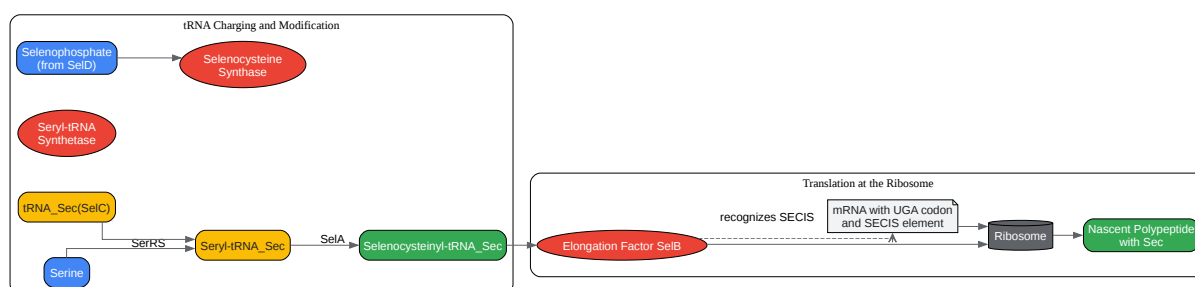 tRNA Charging and Modification
Selenophosphate
(from SelD)
Selenocysteine
Synthase
Seryl-tRNA
Synthetase
tRNA_Sec(SelC)
SerRS
Serine
Seryl-tRNA_Sec
SelA
Selenocysteinyl-tRNA_Sec
Translation at the Ribosome
recognizes SECIS
mRNA with UGA codon
and SECIS element
Elongation Factor SelB
Ribosome
Nascent Polypeptide
with Sec